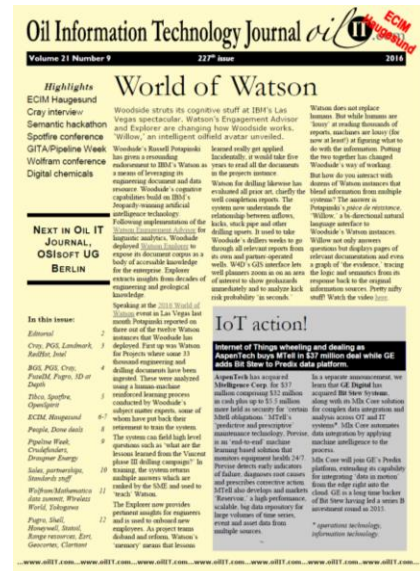 Oil Information Technology Journal oil IT .com
ECIM
Haugesund
Volume 21 Number 9 227th issue 2016
Highlights
ECIM Haugesund
Cray interview
Semantic hackathon
Spotfire conference
GITA/Pipeline Week
Wolfram conference
Digital chemicals
NEXT IN OIL IT
JOURNAL,
OSISOFT UG
BERLIN
In this issue:
Editorial 2
Cray, PGS, Landmark, 3
RedHat, Intel
BGS, PGS, Cray, 4
FutelM, Fugro, 3D at
Depth
Tibco, Spotfire, 5
OpenSpirit
ECIM, Haugesund 6-7
People, Done deals 8
Pipeline Week, 9
Crudefinders,
Draupner Energy
Sales, partnerships, 10
Standards stuff
Wolfram/Mathematica 11
data summit, Wireless
World, Yokogawa
Fugro, Shell, 12
Honeywell, Statoil,
Range resources, Esri,
Geocortex, Clarient
World of Watson
Woodside struts its cognitive stuff at IBM's Las
Vegas spectacular. Watson's Engagement Advisor
and Explorer are changing how Woodside works.
'Willow,' an intelligent oilfield avatar unveiled.
Woodside's Russell Potapinski
has given a resounding
endorsement to IBM's Watson as
a means of leveraging its
engineering document and data
resource. Woodside's cognitive
capabilities build on IBM's
Jeopardy-winning artificial
intelligence technology.
Following implementation of the
Watson Engagement Advisor for
linguistic analytics, Woodside
deployed Watson Explorer to
expose its document corpus as a
body of accessible knowledge
for the enterprise. Explorer
extracts insights from decades of
engineering and geological
knowledge.
Speaking at the 2016 World of
Watson event in Las Vegas last
month Potapinski reported on
three out of the twelve Watson
instances that Woodside has
deployed. First up was Watson
for Projects where some 33
thousand engineering and
drilling documents have been
ingested. These were analyzed
using a human-machine
reinforced learning process
conducted by Woodside's
subject matter experts, some of
whom have put back their
retirement to train the system.
The system can field high level
questions such as 'what are the
lessons learned from the Vincent
phase III drilling campaign?' In
training, the system returns
multiple answers which are
ranked by the SME and used to
'teach' Watson.
The Explorer now provides
pertinent insights for engineers
and is used to onboard new
employees. As project teams
disband and reform, Watson's
'memory' means that lessons
learned really get applied.
Incidentally, it would take five
years to read all the documents
in the projects instance.
Watson for drilling likewise has
evaluated all prior art, chiefly the
well completion reports. The
system now understands the
relationship between inflows,
kicks, stuck pipe and other
drilling upsets. It used to take
Woodside's drillers weeks to go
through all relevant reports from
its own and partner-operated
wells. W4D's GIS interface lets
well planners zoom in on an area
of interest to show geohazards
immediately and to analyze kick
risk probability 'in seconds.'
Watson does not replace
humans. But while humans are
'lousy' at reading thousands of
reports, machines are lousy (for
now at least!) at figuring what to
do with the information. Putting
the two together has changed
Woodside's way of working.
But how do you interact with
dozens of Watson instances that
blend information from multiple
systems? The answer is
Potapinski's pièce de resistance,
'Willow,' a bi-directional natural
language interface to
Woodside's Watson instances.
Willow not only answers
questions but displays pages of
relevant documentation and even
a graph of 'the evidence,' tracing
the logic and semantics from its
response back to the original
information sources. Pretty nifty
stuff! Watch the video here.
IoT action!
Internet of Things wheeling and dealing as
AspenTech buys MTell in $37 million deal while GE
adds Bit Stew to Predix data platform.
AspenTech has acquired
Mtelligence Corp. for $37
million comprising $32 million
in cash plus up to $5.5 million
more held as security for 'certain
Mtell obligations.' MTell's
'predictive and prescriptive'
maintenance technology, Previse,
is an 'end-to-end' machine
learning based solution that
monitors equipment health 24/7.
Previse detects early indicators
of failure, diagnoses root causes
and prescribes corrective action.
MTell also develops and markets
'Reservoir,' a high performance,
scalable, big data repository for
large volumes of time series,
event and asset data from
multiple sources.
In a separate announcement, we
learn that GE Digital has
acquired Bit Stew Systems,
along with its MIx Core solution
for complex data integration and
analysis across OT and IT
systems*. MIx Core automates
data integration by applying
machine intelligence to the
process.
MIx Core will join GE's Predix
platform, extending its capability
for integrating 'data in motion'
from the edge right into the
cloud. GE is a long time backer
of Bit Stew having led a series B
investment round in 2015.
* operations technology,
information technology.
...www.oilIT.com...www.oilIT.com...www.oilIT.com...www.oilIT.com...www.oilIT.com...www.oilIT.com...